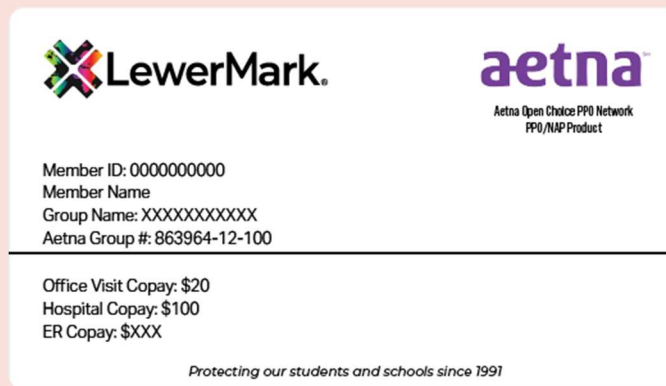 LewerMark®
aetna℠
Aetna Open Choice PPO Network
PPO/NAP Product
Member ID: 0000000000
Member Name
Group Name: XXXXXXXXXXX
Aetna Group #: 863964-12-100
Office Visit Copay: $20
Hospital Copay: $100
ER Copay: $XXX
Protecting our students and schools since 1991